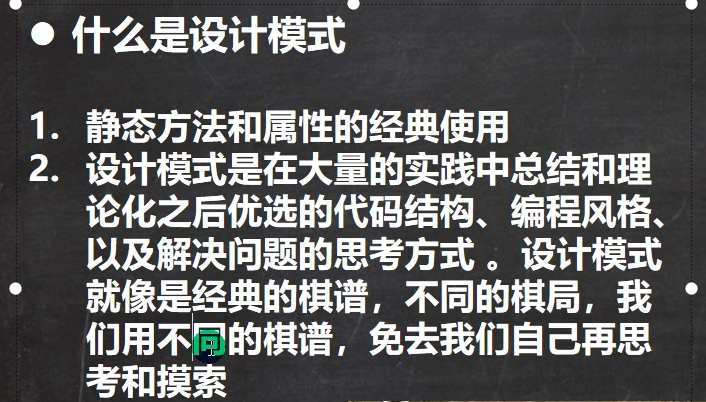 ● 什么是设计模式
1. 静态方法和属性的经典使用
2. 设计模式是在大量的实践中总结和理
论化之后优选的代码结构、编程风格、
以及解决问题的思考方式 。设计模式
就像是经典的棋谱，不同的棋局，我
们用不同的棋谱，免去我们自己再思
考和摸索